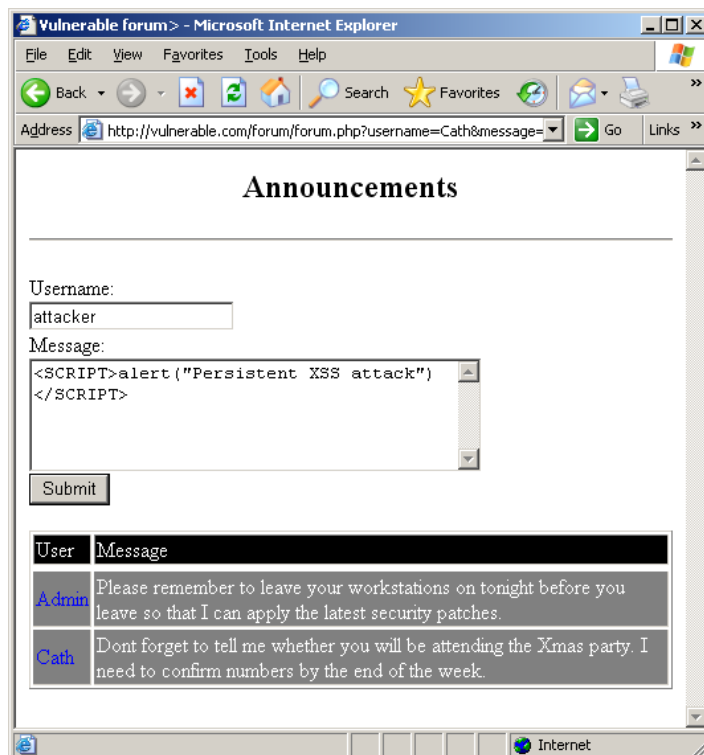 Vulnerable forum> - Microsoft Internet Explorer
File Edit View Favorites Tools Help
Back Search Favorites »
Address http://vulnerable.com/forum/forum.php?username=Cath&message= Go Links »
Announcements
Username:
attacker
Message:
<SCRIPT>alert("Persistent XSS attack")
</SCRIPT>
Submit
User Message
Admin Please remember to leave your workstations on tonight before you
leave so that I can apply the latest security patches.
Cath Dont forget to tell me whether you will be attending the Xmas party. I
need to confirm numbers by the end of the week.
Internet